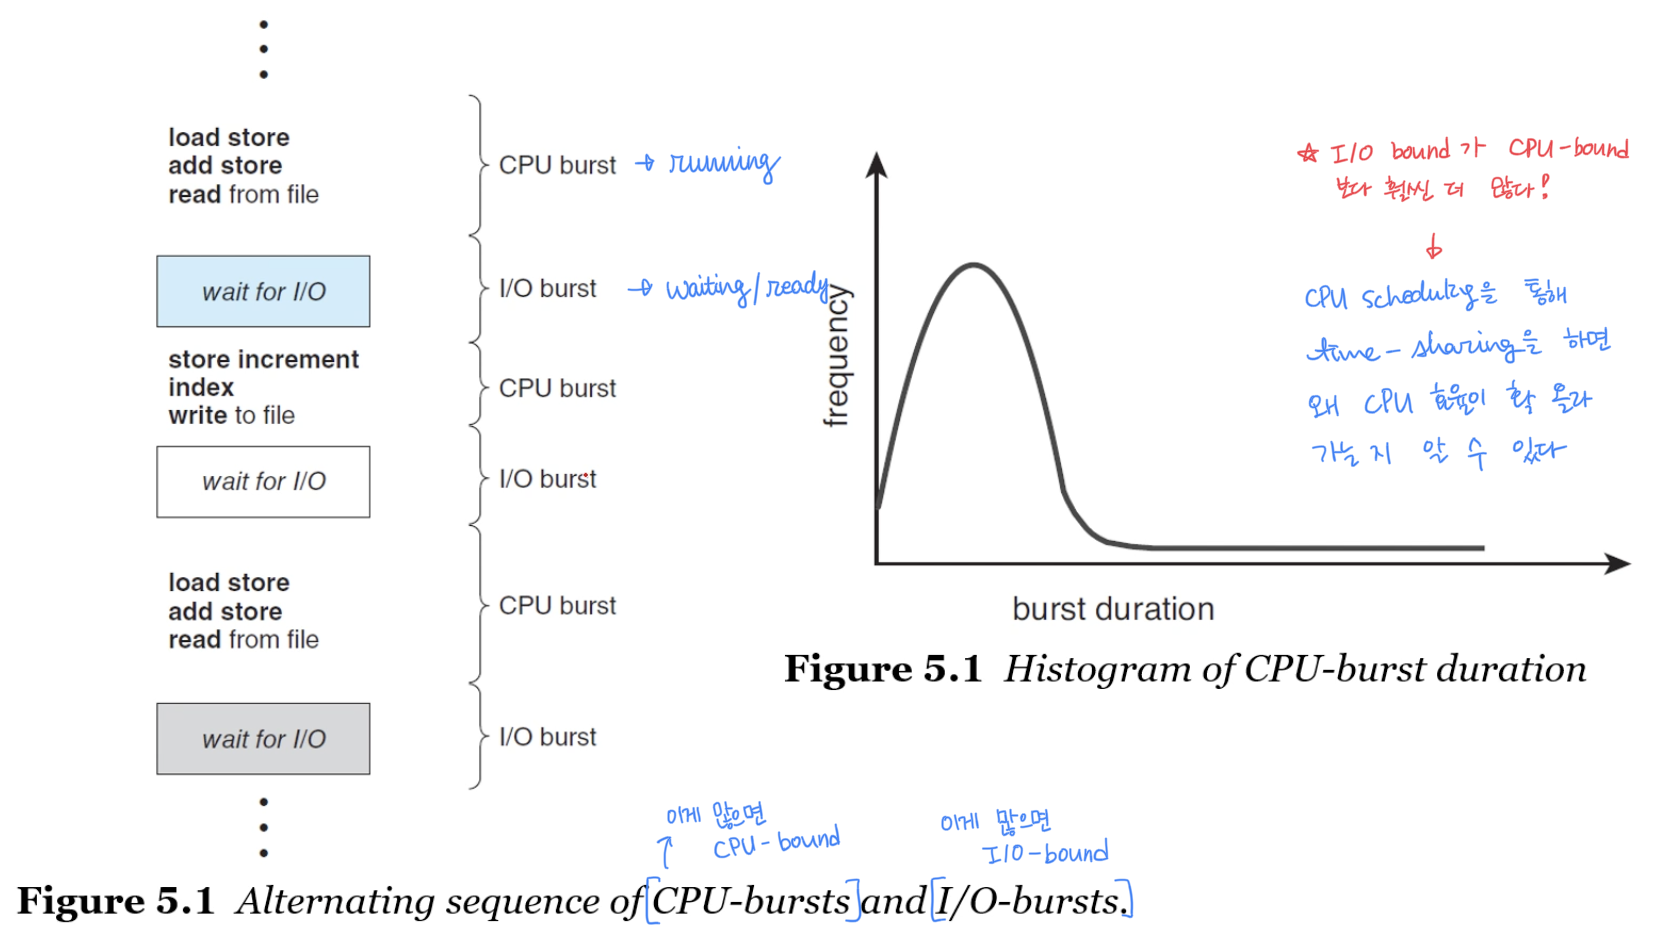 load store
add store
read from file
CPU burst → running
wait for I/O
I/O burst → waiting/ready
store increment
index
write to file
CPU burst
wait for I/O
I/O burst
load store
add store
read from file
CPU burst
wait for I/O
I/O burst
이게 많으면
CPU-bound
이게 많으면
I/O-bound
Figure 5.1 Alternating sequence of [CPU-bursts] and [I/O-bursts.]
frequency
burst duration
Figure 5.1 Histogram of CPU-burst duration
☆ I/O bound가 CPU-bound
보다 훨씬 더 많다!
↓
CPU scheduling을 통해
time-sharing을 하면
왜 CPU 효율이 확 올라
가는지 알 수 있다